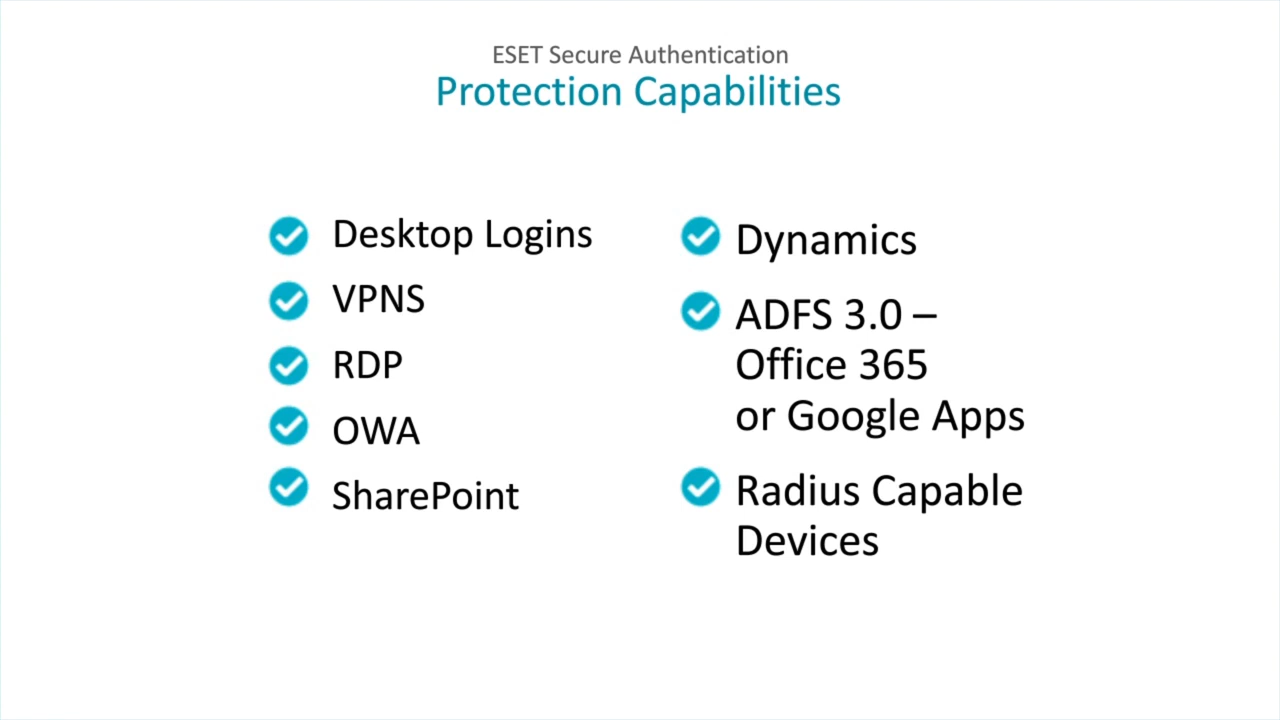 ESET Secure Authentication
Protection Capabilities
Desktop Logins
VPNS
RDP
OWA
SharePoint
Dynamics
ADFS 3.0 –
Office 365
or Google Apps
Radius Capable
Devices